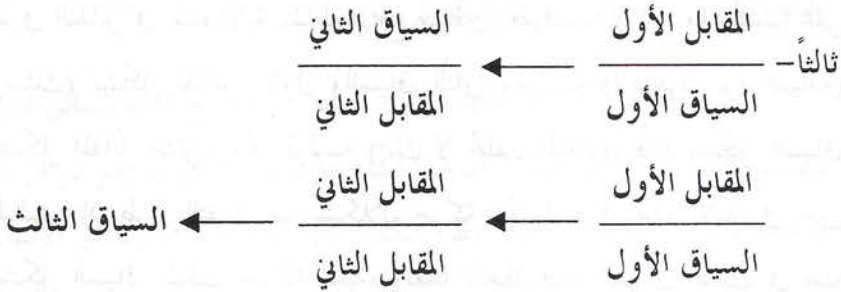 المقابل الأول السياق الثاني
ثالثاً-
السياق الأول المقابل الثاني
المقابل الأول المقابل الثاني
السياق الثالث
السياق الأول المقابل الثاني